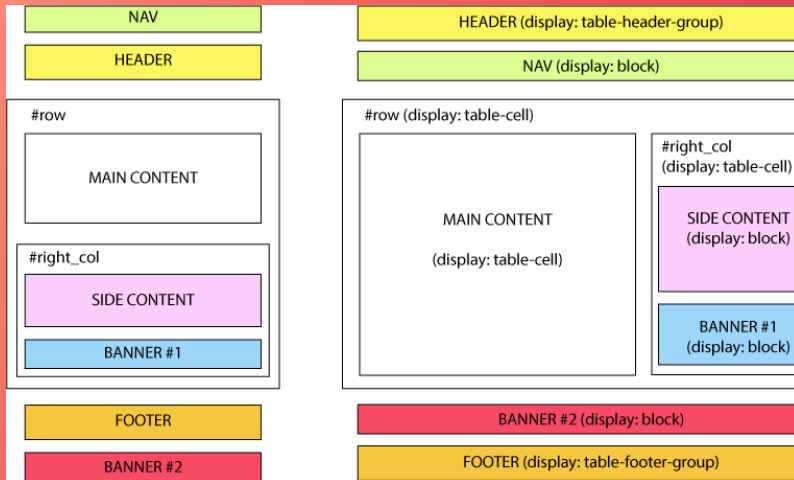 NAV
HEADER
#row
MAIN CONTENT
#right_col
SIDE CONTENT
BANNER #1
FOOTER
BANNER #2
HEADER (display: table-header-group)
NAV (display: block)
#row (display: table-cell)
MAIN CONTENT
(display: table-cell)
#right_col
(display: table-cell)
SIDE CONTENT
(display: block)
BANNER #1
(display: block)
BANNER #2 (display: block)
FOOTER (display: table-footer-group)